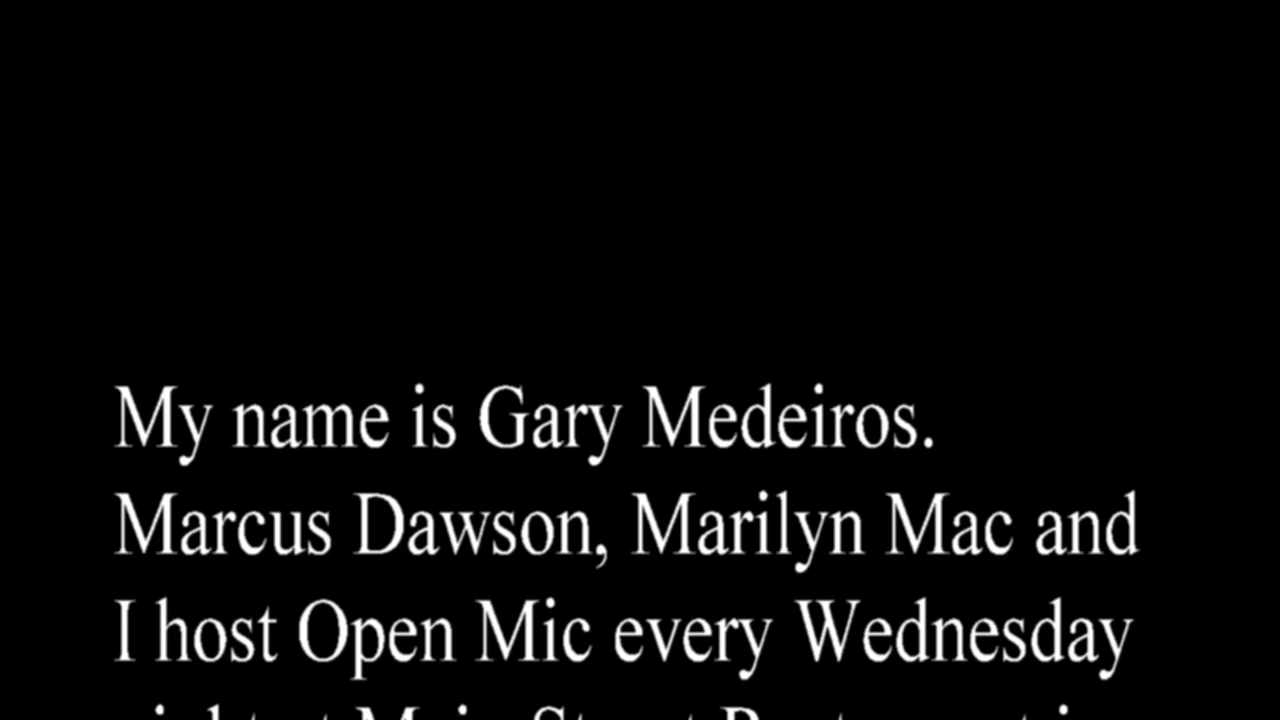 My name is Gary Medeiros.
Marcus Dawson, Marilyn Mac and
I host Open Mic every Wednesday